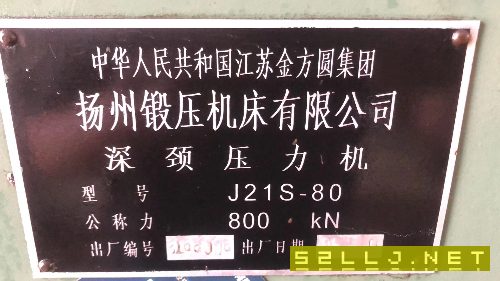 中华人民共和国江苏金方圆集团
扬州锻压机床有限公司
深颈压力机
型号 J21S-80
公称力 800 kN
出厂编号 出厂日期
52LLJ.NET